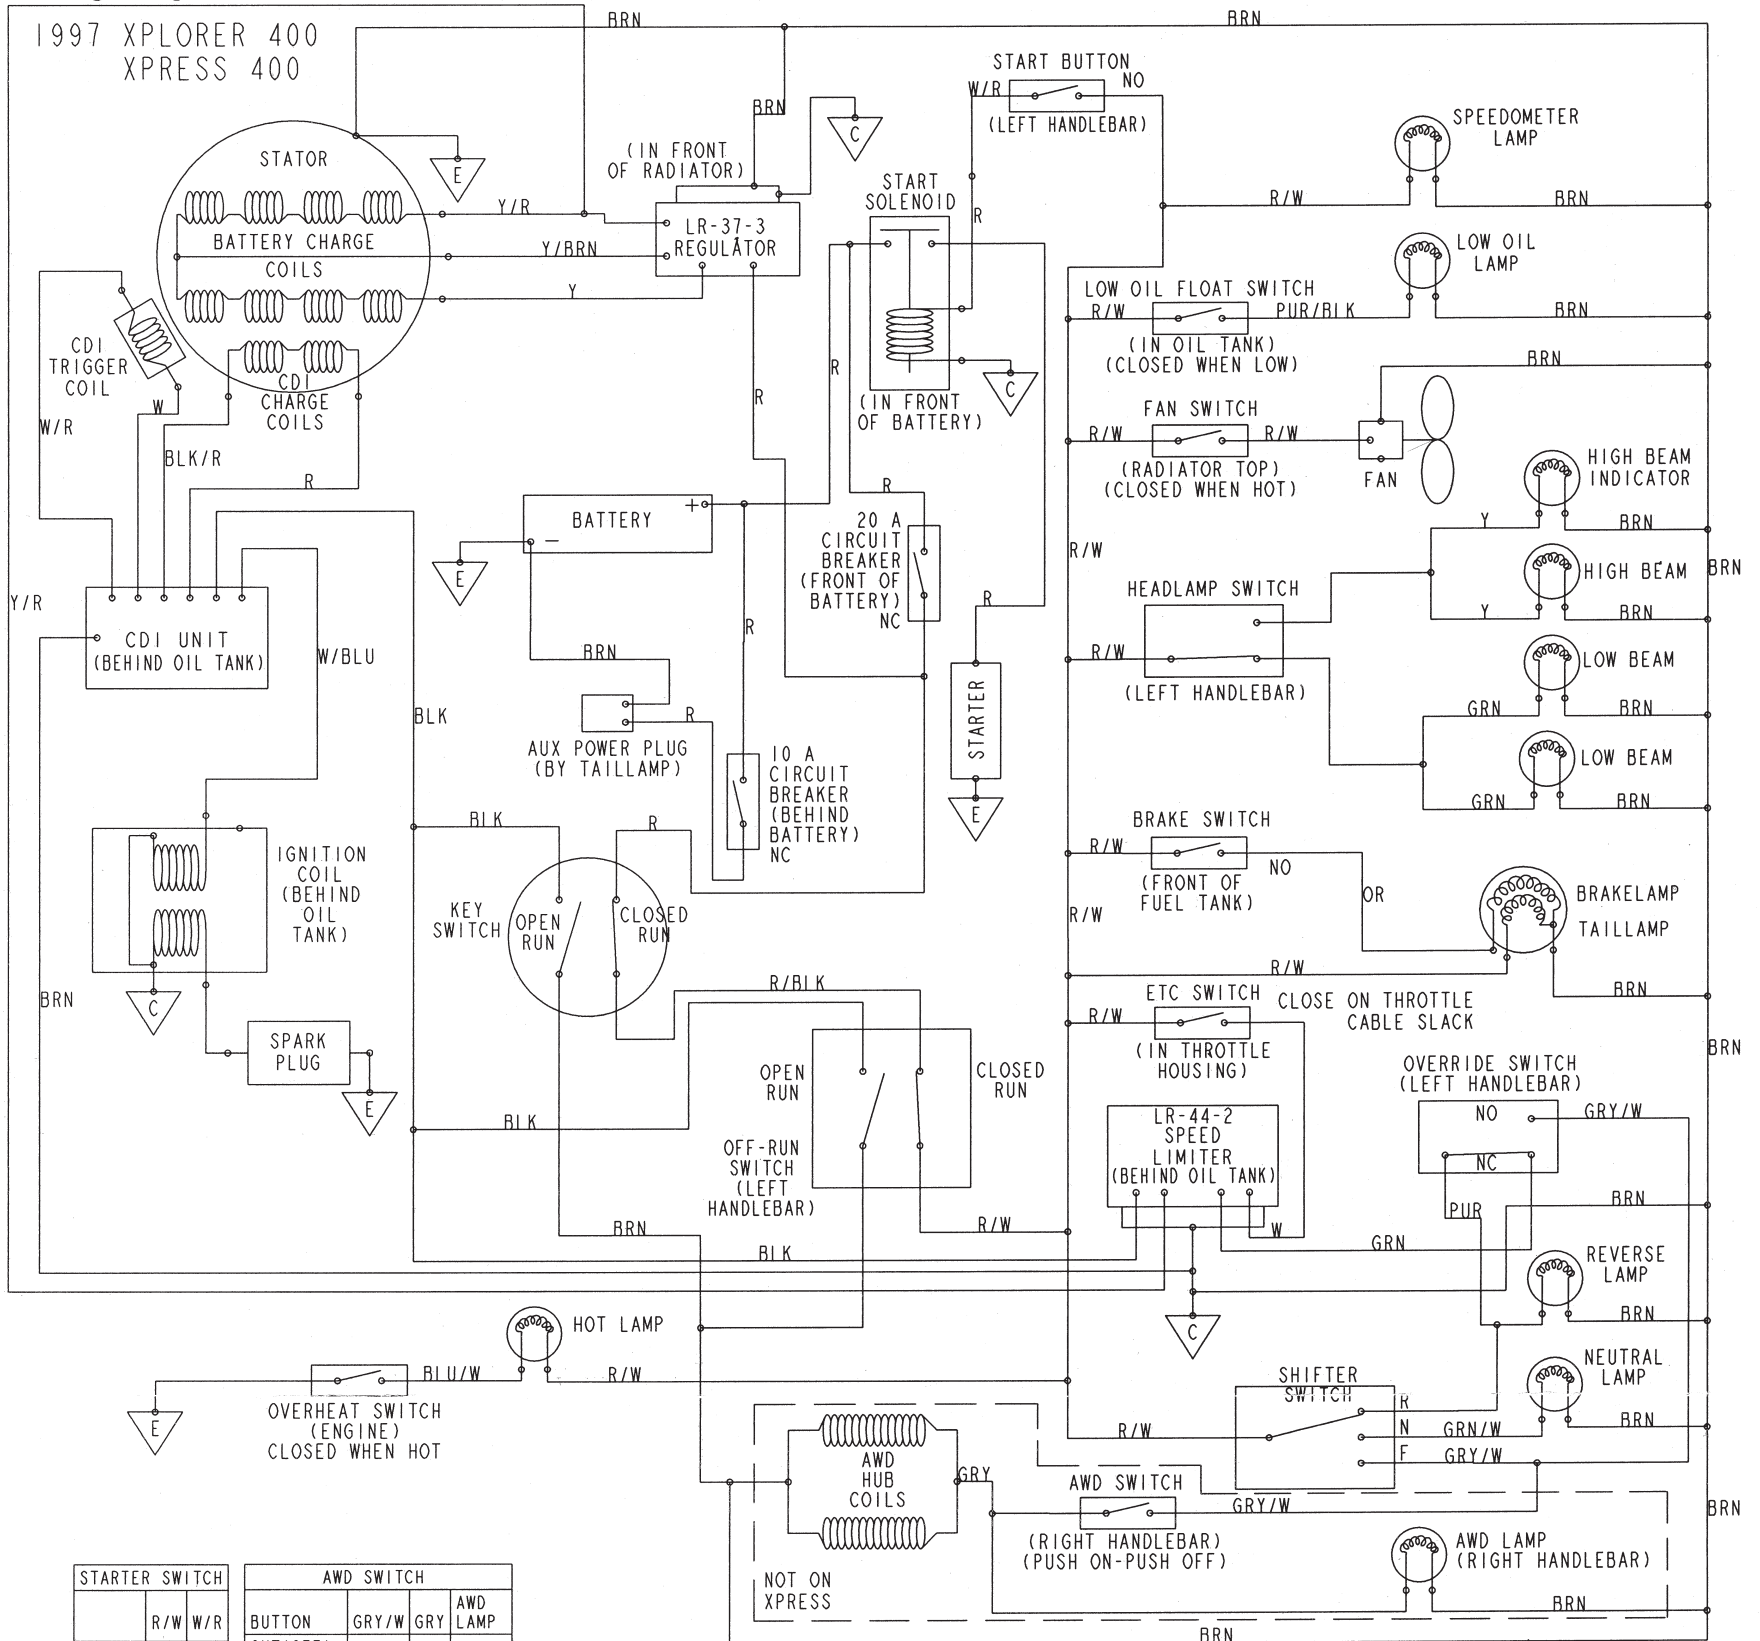 1997 XPLORER 400
XPRESS 400
BRN
BRN
START BUTTON
NO
W/R
(LEFT HANDLEBAR)
BRN
C
SPEEDOMETER
LAMP
STATOR
E
(IN FRONT
OF RADIATOR)
START
SOLENOID
R
R/W
BRN
Y/R
LR-37-3
REGULATOR
BATTERY CHARGE
COILS
Y/BRN
Y
LOW OIL
LAMP
LOW OIL FLOAT SWITCH
R/W
PUR/BLK
BRN
(IN OIL TANK)
(CLOSED WHEN LOW)
CDI
TRIGGER
COIL
CDI
CHARGE
COILS
W
W/R
BLK/R
R
R
R
C
(IN FRONT
OF BATTERY)
BRN
FAN SWITCH
R/W
R/W
(RADIATOR TOP)
(CLOSED WHEN HOT)
FAN
HIGH BEAM
INDICATOR
Y
BRN
BATTERY
+
−
E
R
20 A
CIRCUIT
BREAKER
(FRONT OF
BATTERY)
NC
R
R/W
BRN
HIGH BEAM
HEADLAMP SWITCH
Y
BRN
Y/R
CDI UNIT
(BEHIND OIL TANK)
W/BLU
BRN
R
R/W
(LEFT HANDLEBAR)
LOW BEAM
GRN
BRN
BLK
R
AUX POWER PLUG
(BY TAILLAMP)
STARTER
E
10 A
CIRCUIT
BREAKER
(BEHIND
BATTERY)
NC
LOW BEAM
GRN
BRN
BLK
R
BRAKE SWITCH
R/W
NO
(FRONT OF
FUEL TANK)
OR
IGNITION
COIL
(BEHIND
OIL
TANK)
KEY
SWITCH
OPEN
RUN
CLOSED
RUN
R/W
BRAKELAMP
TAILLAMP
R/W
BRN
BRN
C
R/BLK
ETC SWITCH
CLOSE ON THROTTLE
CABLE SLACK
R/W
(IN THROTTLE
HOUSING)
BRN
SPARK
PLUG
E
OPEN
RUN
CLOSED
RUN
OVERRIDE SWITCH
(LEFT HANDLEBAR)
NO
GRY/W
NC
BLK
OFF-RUN
SWITCH
(LEFT
HANDLEBAR)
LR-44-2
SPEED
LIMITER
(BEHIND OIL TANK)
PUR
BRN
BRN
R/W
W
GRN
BLK
REVERSE
LAMP
BRN
C
HOT LAMP
BLU/W
R/W
E
OVERHEAT SWITCH
(ENGINE)
CLOSED WHEN HOT
NEUTRAL
LAMP
SHIFTER
SWITCH
R
R/W
N
GRN/W
BRN
F
GRY/W
AWD
HUB
COILS
GRY
AWD SWITCH
GRY/W
(RIGHT HANDLEBAR)
(PUSH ON-PUSH OFF)
BRN
AWD LAMP
(RIGHT HANDLEBAR)
NOT ON
XPRESS
BRN
BRN
STARTER SWITCH
R/W W/R
AWD SWITCH
BUTTON GRY/W GRY AWD LAMP